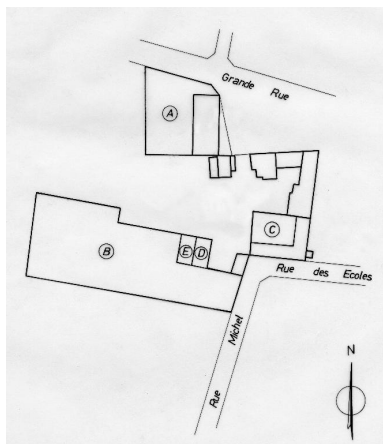 Grande Rue
A
C
E D
B
Rue des Ecoles
Rue Michel
N